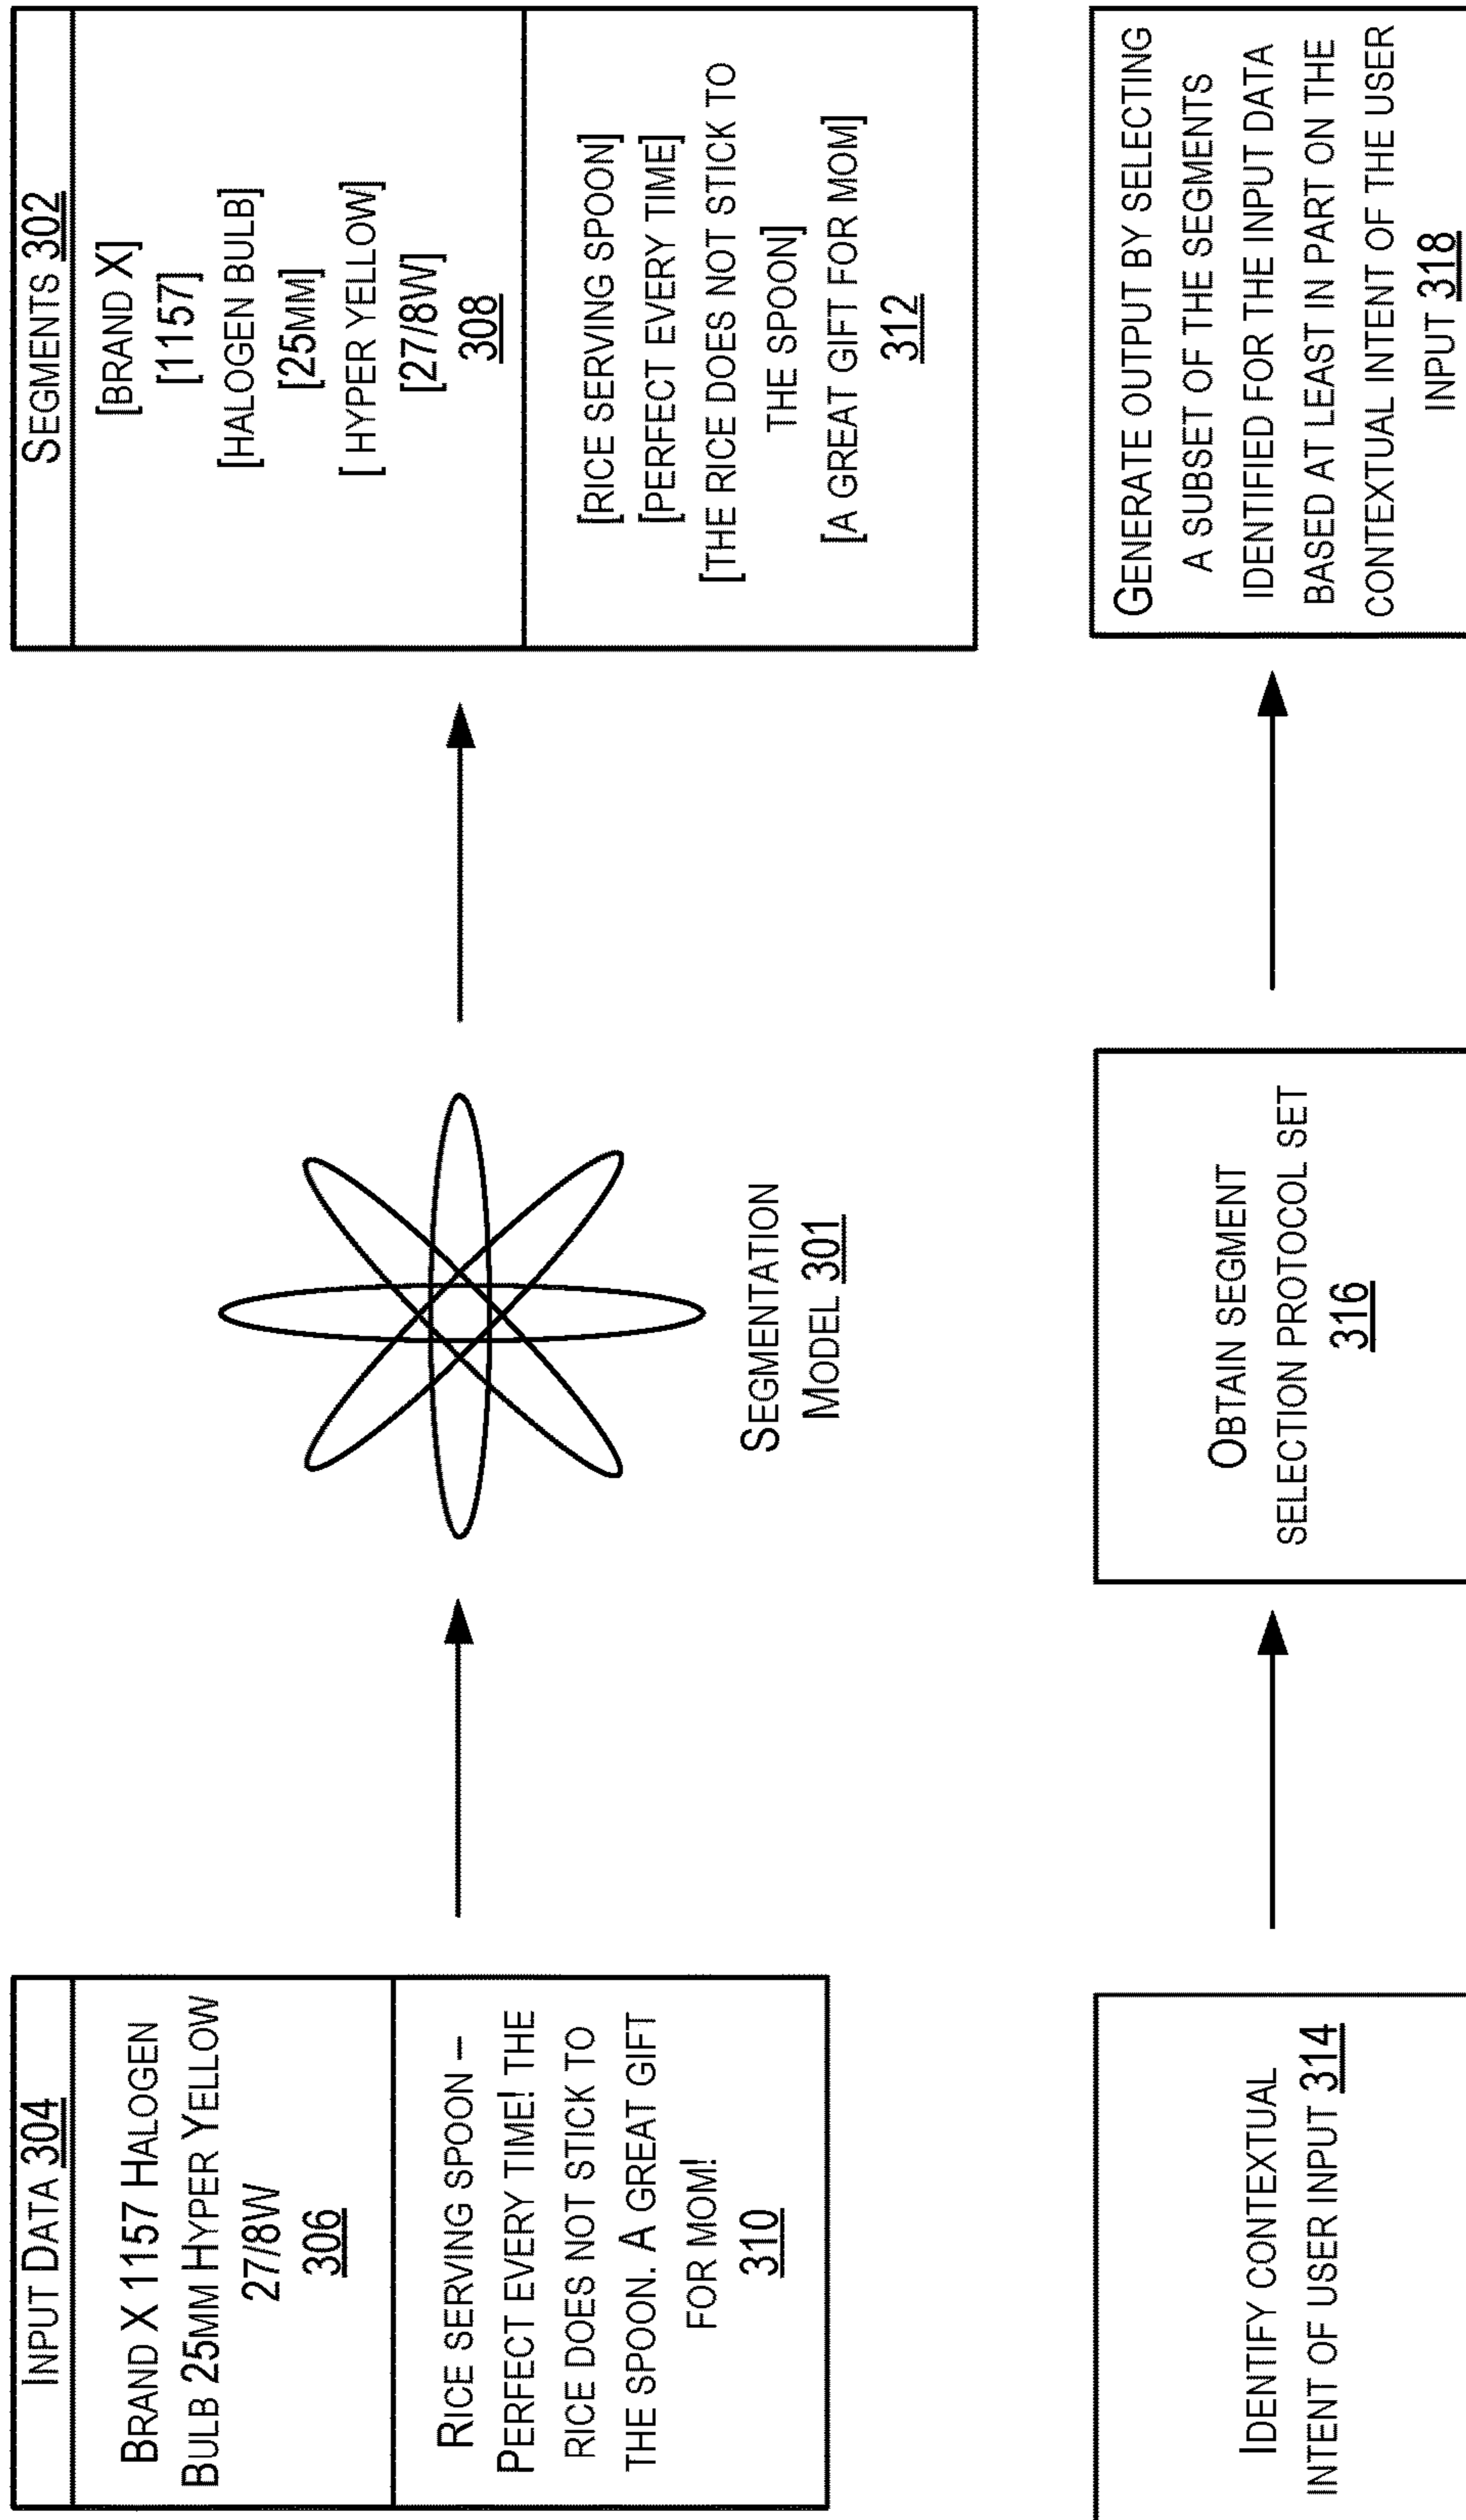 INPUT DATA 304
BRAND X 1157 HALOGEN
BULB 25MM HYPER YELLOW
27/8W
306
RICE SERVING SPOON –
PERFECT EVERY TIME! THE
RICE DOES NOT STICK TO
THE SPOON. A GREAT GIFT
FOR MOM!
310
SEGMENTATION
MODEL 301
SEGMENTS 302
[BRAND X]
[1157]
[HALOGEN BULB]
[25MM]
[ HYPER YELLOW]
[27/8W]
308
[RICE SERVING SPOON]
[PERFECT EVERY TIME]
[THE RICE DOES NOT STICK TO
THE SPOON]
[A GREAT GIFT FOR MOM]
312
IDENTIFY CONTEXTUAL
INTENT OF USER INPUT 314
OBTAIN SEGMENT
SELECTION PROTOCOL SET
316
GENERATE OUTPUT BY SELECTING
A SUBSET OF THE SEGMENTS
IDENTIFIED FOR THE INPUT DATA
BASED AT LEAST IN PART ON THE
CONTEXTUAL INTENT OF THE USER
INPUT 318